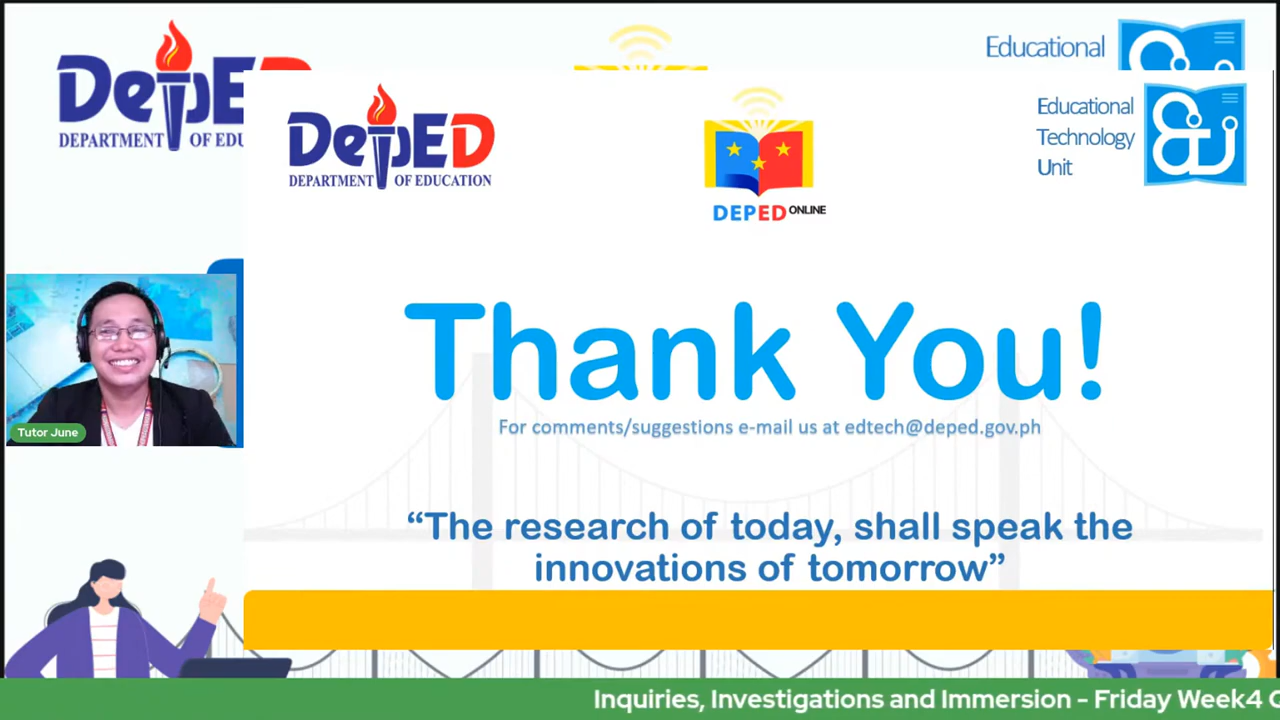 DepED
DEPARTMENT OF EDU
Educational
DepED
DEPARTMENT OF EDUCATION
DEPED ONLINE
Educational
Technology
Unit
Thank You!
For comments/suggestions e-mail us at edtech@deped.gov.ph
Tutor June
“The research of today, shall speak the
innovations of tomorrow”
Inquiries, Investigations and Immersion - Friday Week4